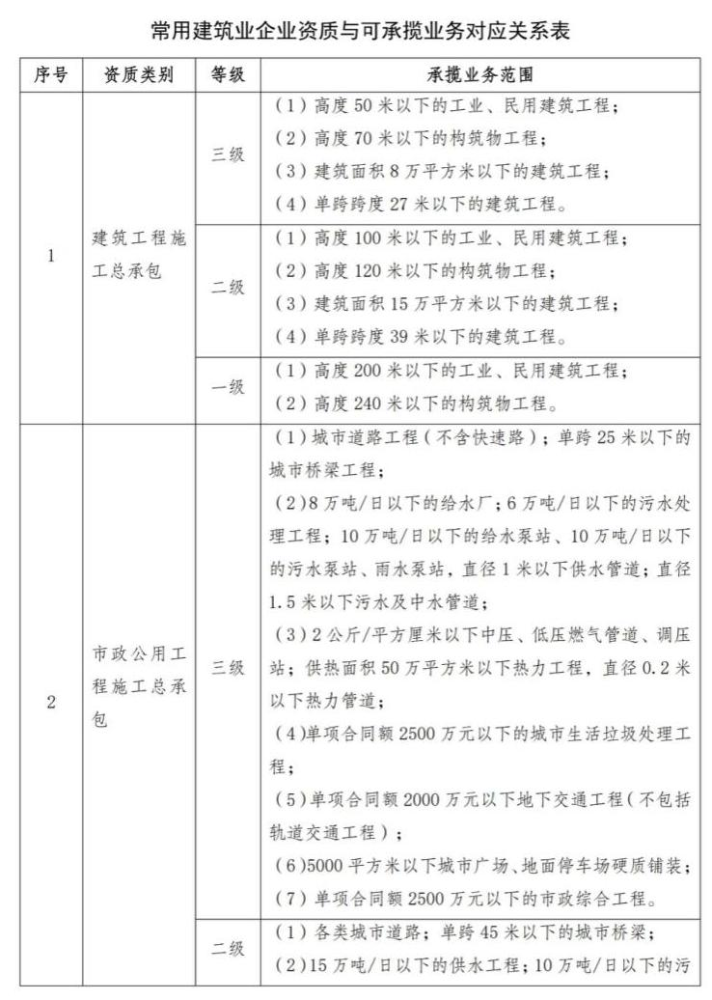 常用建筑业企业资质与可承揽业务对应关系表
序号 资质类别 等级 承揽业务范围
1
建筑工程施
工总承包
三级
（1）高度 50 米以下的工业、民用建筑工程；
（2）高度 70 米以下的构筑物工程；
（3）建筑面积 8 万平方米以下的建筑工程；
（4）单跨跨度 27 米以下的建筑工程。
二级
（1）高度 100 米以下的工业、民用建筑工程；
（2）高度 120 米以下的构筑物工程；
（3）建筑面积 15 万平方米以下的建筑工程；
（4）单跨跨度 39 米以下的建筑工程。
一级
（1）高度 200 米以下的工业、民用建筑工程；
（2）高度 240 米以下的构筑物工程。
2
市政公用工
程施工总承
包
三级
（1）城市道路工程（不含快速路）；单跨 25 米以下的
城市桥梁工程；
（2）8 万吨/日以下的给水厂；6 万吨/日以下的污水处
理工程；10 万吨/日以下的给水泵站、10 万吨/日以下
的污水泵站、雨水泵站，直径 1 米以下供水管道；直径
1.5 米以下污水及中水管道；
（3）2 公斤/平方厘米以下中压、低压燃气管道、调压
站；供热面积 50 万平方米以下热力工程，直径 0.2 米
以下热力管道；
（4）单项合同额 2500 万元以下的城市生活垃圾处理工
程；
（5）单项合同额 2000 万元以下地下交通工程（不包括
轨道交通工程）；
（6）5000 平方米以下城市广场、地面停车场硬质铺装；
（7）单项合同额 2500 万元以下的市政综合工程。
二级
（1）各类城市道路；单跨 45 米以下的城市桥梁；
（2）15 万吨/日以下的供水工程；10 万吨/日以下的污